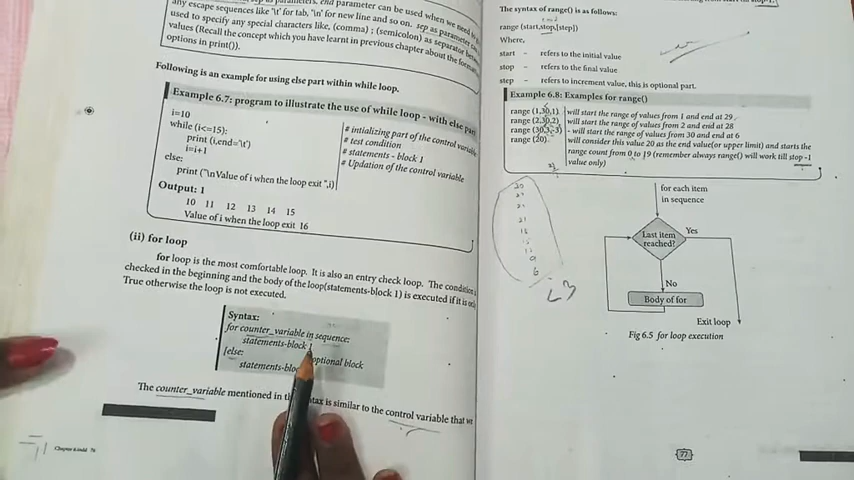 any escape sequences like '\t' for tab, '\n' for new line and so on. sep as parameter can be
used to specify any special characters like, (comma) ; (semicolon) as separator between
values (Recall the concept which you have learnt in previous chapter about the formatting
options in print()).
Following is an example for using else part within while loop.
Example 6.7: program to illustrate the use of while loop - with else part
i=10 # intializing part of the control variable
while (i<=15): # test condition
print (i,end='\t') # statements - block 1
i=i+1 # Updation of the control variable
else:
print ("\nValue of i when the loop exit ",i)
Output: 1
10 11 12 13 14 15
Value of i when the loop exit 16
(ii) for loop
for loop is the most comfortable loop. It is also an entry check loop. The condition is
checked in the beginning and the body of the loop(statements-block 1) is executed if it is only
True otherwise the loop is not executed.
Syntax:
for counter_variable in sequence:
statements-block 1
[else:
statements-block optional block
The counter_variable mentioned in the syntax is similar to the control variable that we
The syntax of range() is as follows:
range (start,stop,[step])
Where,
start – refers to the initial value
stop – refers to the final value
step – refers to increment value, this is optional part.
Example 6.8: Examples for range()
range (1,30,1) will start the range of values from 1 and end at 29
range (2,30,2) will start the range of values from 2 and end at 28
range (30,3,-3) - will start the range of values from 30 and end at 6
range (20) will consider this value 20 as the end value(or upper limit) and starts the
range count from 0 to 19 (remember always range() will work till stop -1
value only)
for each item
in sequence
Last item
reached?
Yes
No
Body of for
Exit loop
Fig 6.5 for loop execution
77